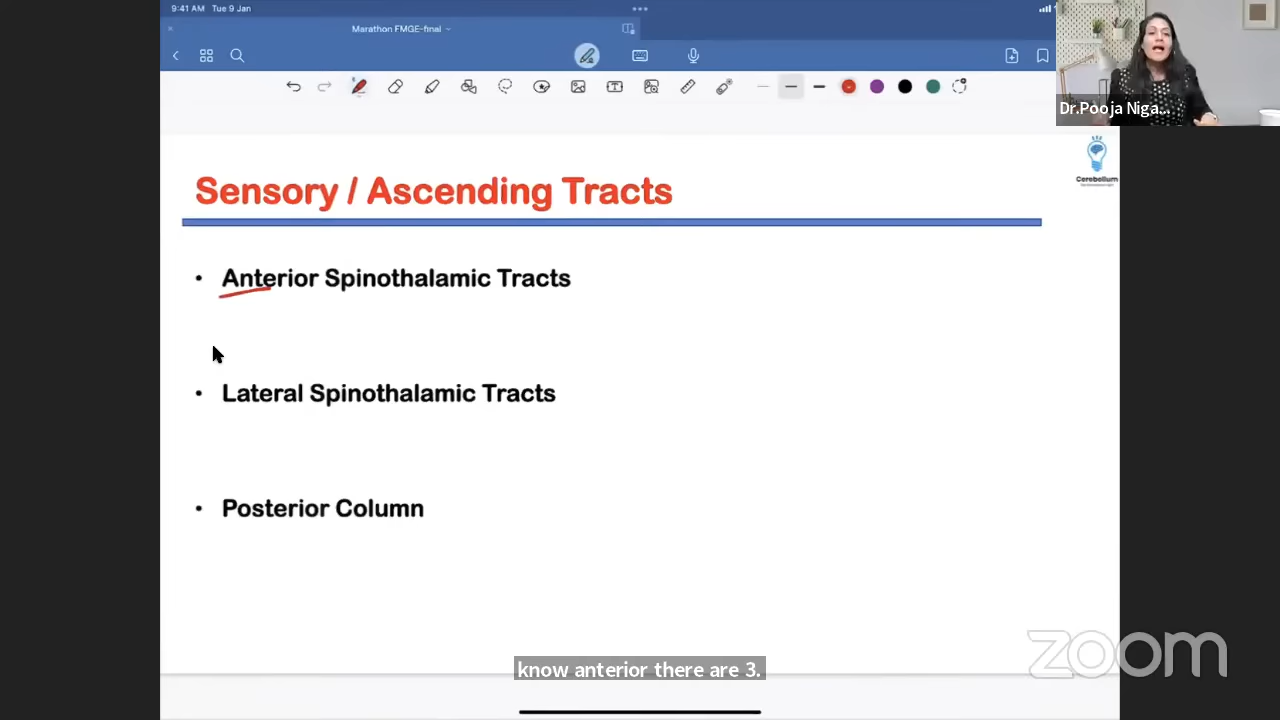 9:41 AM Tue 9 Jan
Marathon FMGE-final
Dr.Pooja Niga...
Cerebellum
Sensory / Ascending Tracts
• Anterior Spinothalamic Tracts
• Lateral Spinothalamic Tracts
• Posterior Column
know anterior there are 3.
zoom